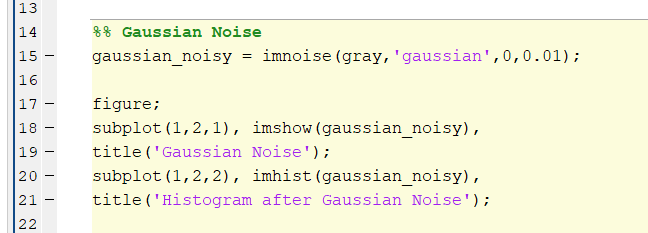 13
14 %% Gaussian Noise
15 – gaussian_noisy = imnoise(gray,'gaussian',0,0.01);
16
17 – figure;
18 – subplot(1,2,1), imshow(gaussian_noisy),
19 – title('Gaussian Noise');
20 – subplot(1,2,2), imhist(gaussian_noisy),
21 – title('Histogram after Gaussian Noise');
22